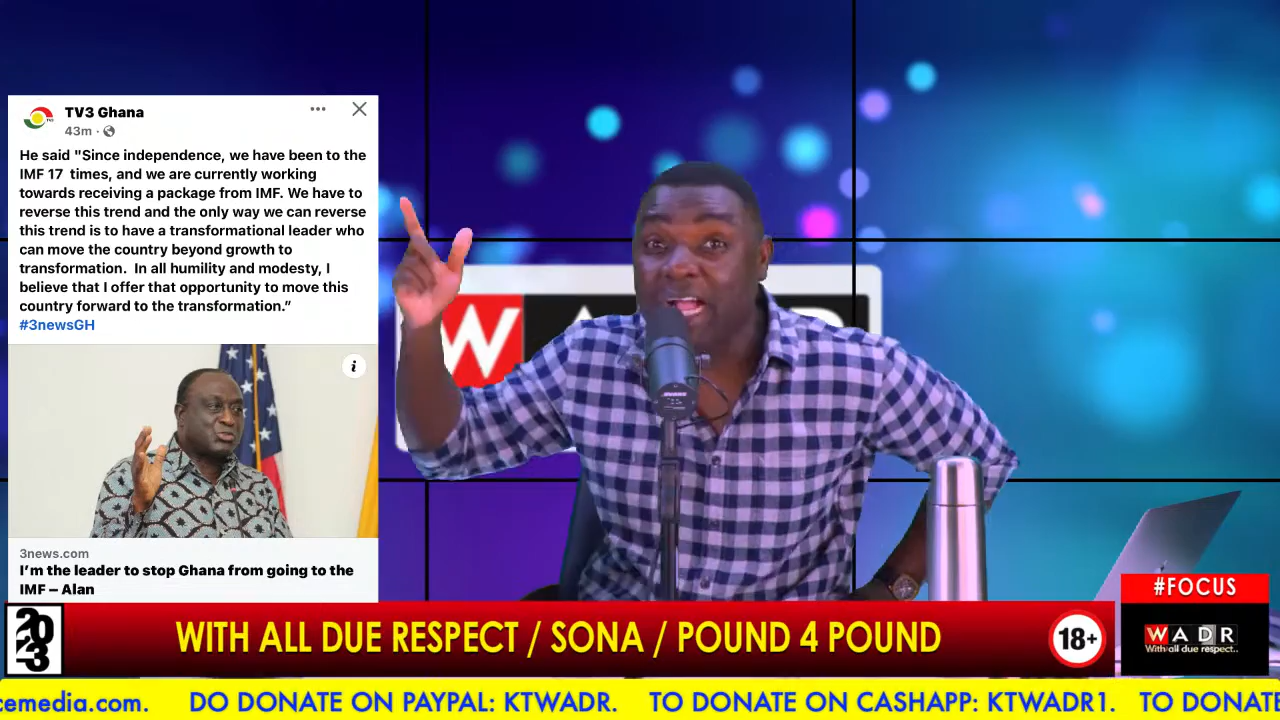 TV3 Ghana
43m
He said "Since independence, we have been to the
IMF 17 times, and we are currently working
towards receiving a package from IMF. We have to
reverse this trend and the only way we can reverse
this trend is to have a transformational leader who
can move the country beyond growth to
transformation. In all humility and modesty, I
believe that I offer that opportunity to move this
country forward to the transformation.”
#3newsGH
3news.com
I’m the leader to stop Ghana from going to the
IMF – Alan
W
SHURE
2023
WITH ALL DUE RESPECT / SONA / POUND 4 POUND
18+
#FOCUS
WADR
With all due respect..
cemedia.com. DO DONATE ON PAYPAL: KTWADR. TO DONATE ON CASHAPP: KTWADR1. TO DONATE